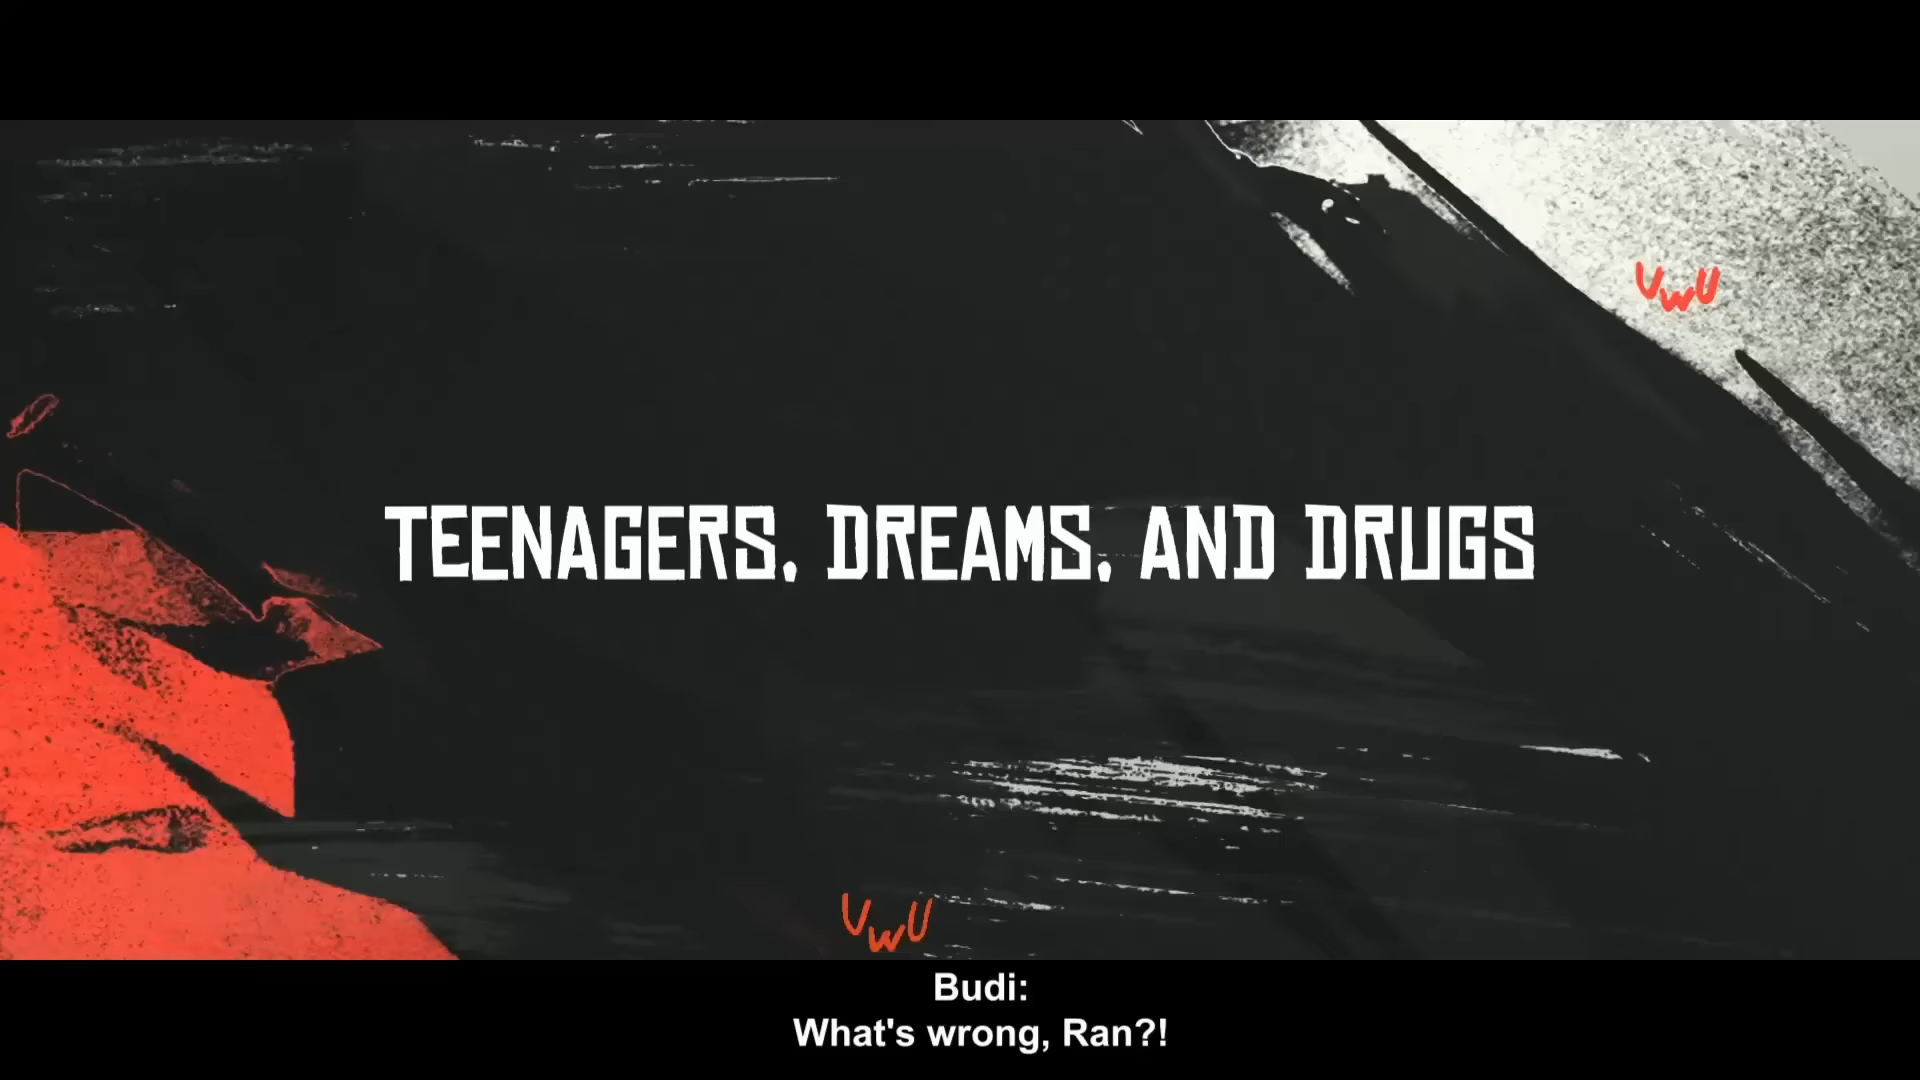 UwU
TEENAGERS, DREAMS, AND DRUGS
UwU
Budi:
What's wrong, Ran?!